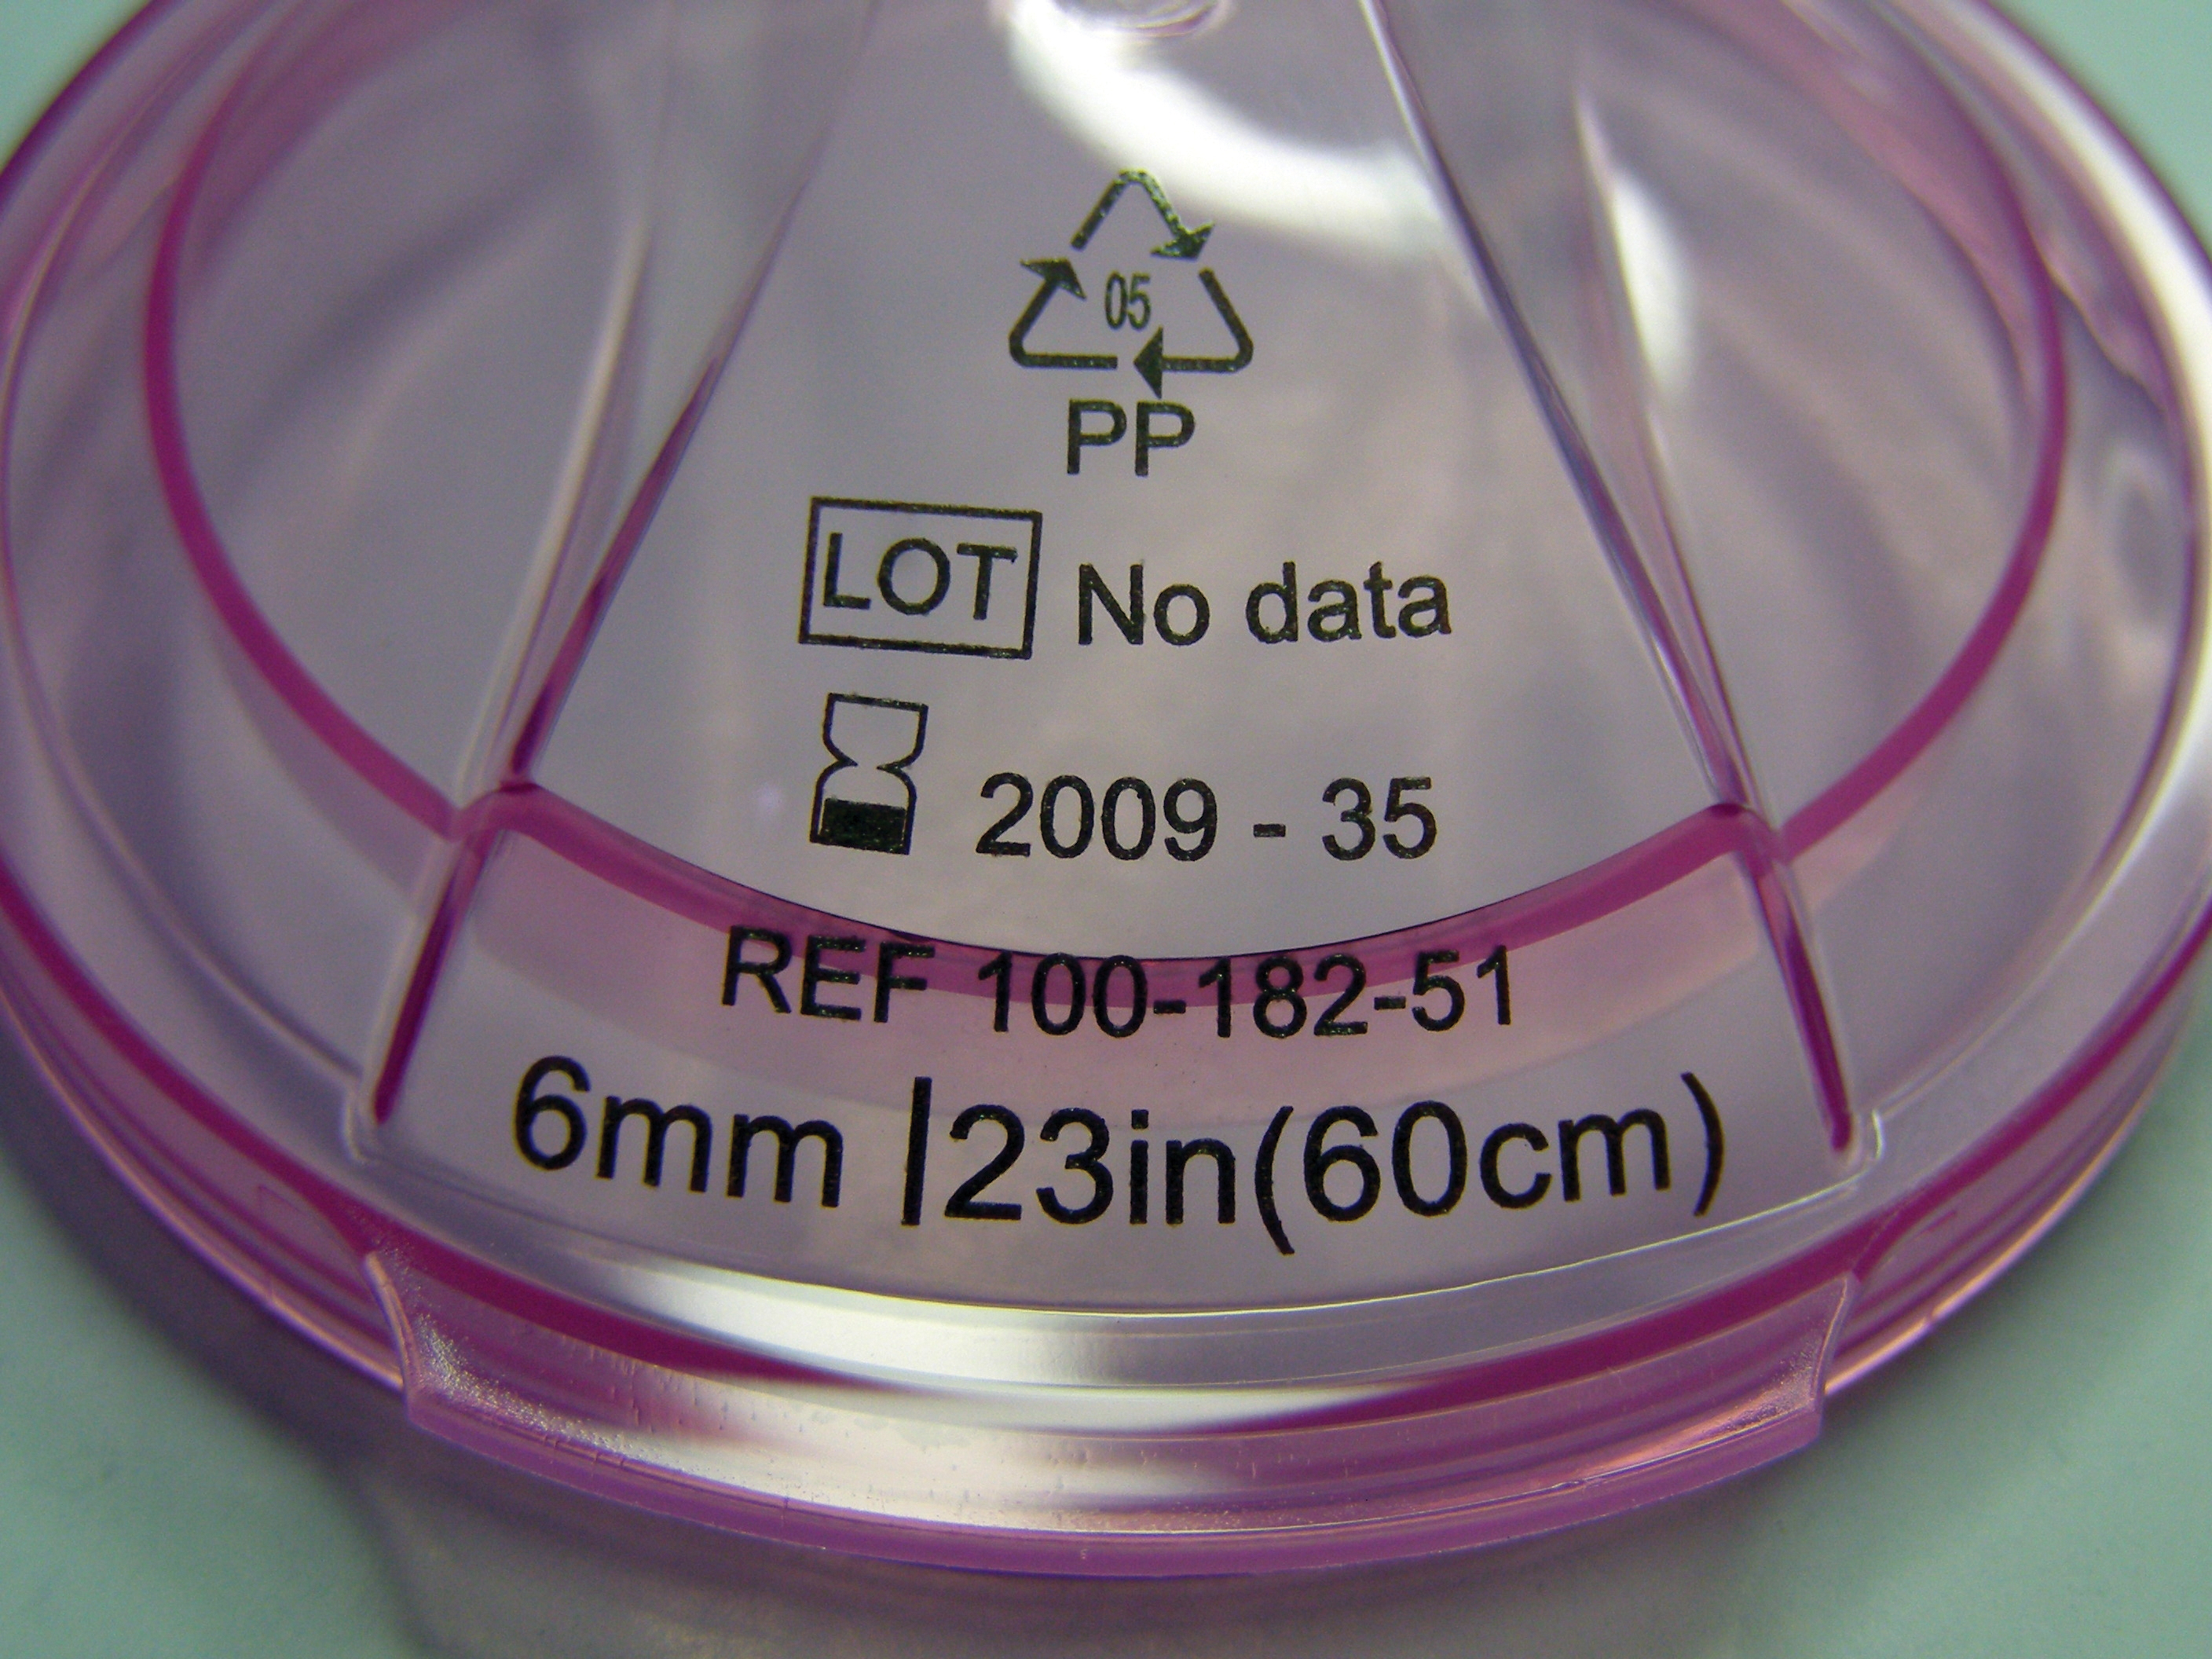 05
PP
LOT No data
2009 - 35
REF 100-182-51
6mm |23in(60cm)